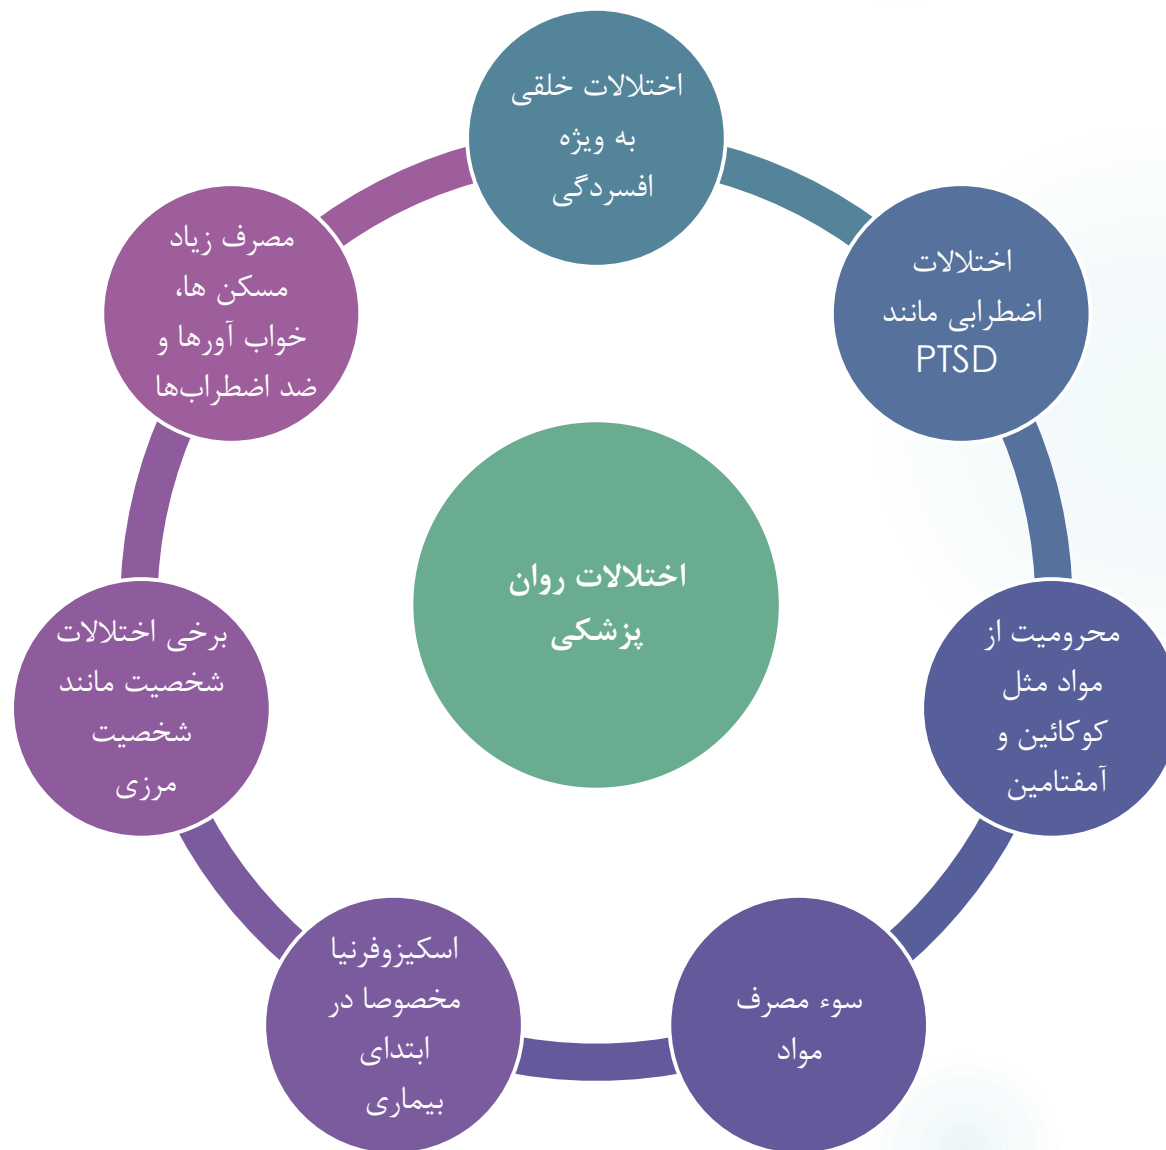 اختلالات خلقی
به ویژه
افسردگی
اختلالات
اضطرابی مانند
PTSD
محرومیت از
مواد مثل
کوکائین و
آمفتامین
سوء مصرف
مواد
اسکیزوفرنیا
مخصوصا در
ابتدای
بیماری
برخی اختلالات
شخصیت مانند
شخصیت
مرزی
مصرف زیاد
مسکن ها،
خواب آورها و
ضد اضطراب‌ها
اختلالات روان
پزشکی